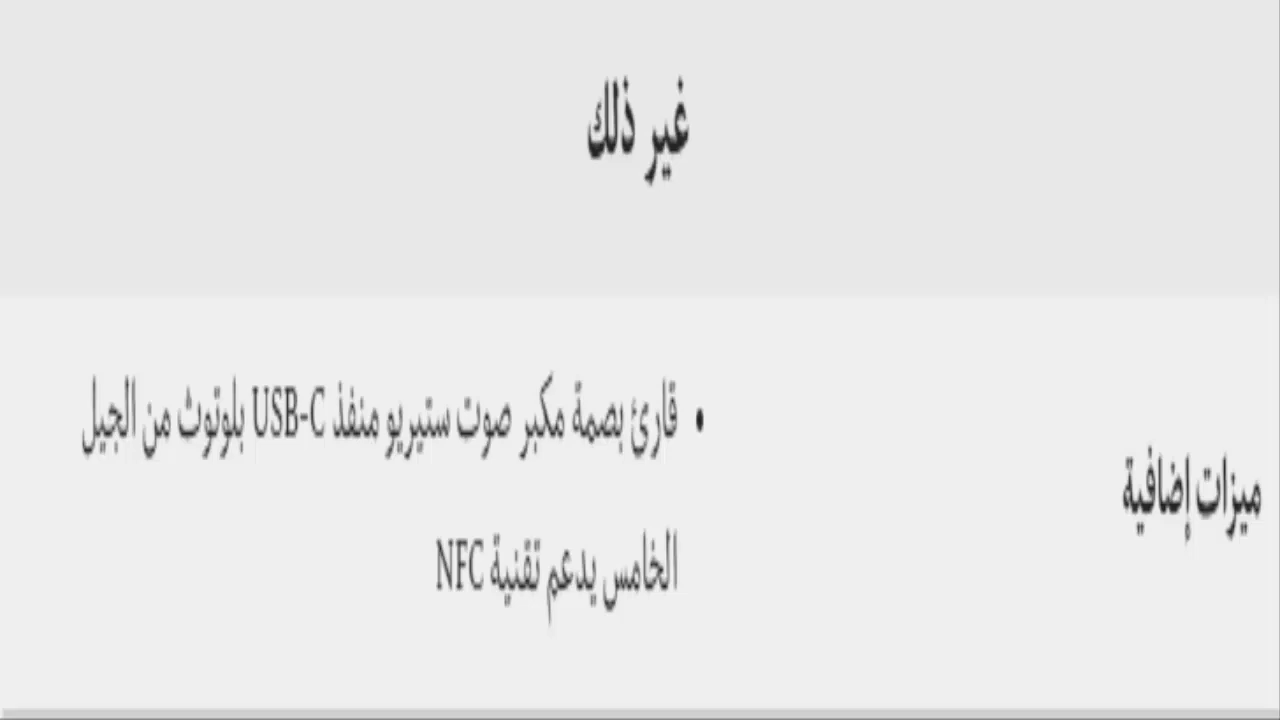 غير ذلك
ميزات إضافية
• قارئ بصمة مكبر صوت ستيريو منفذ USB-C بلوتوث من الجيل
الخامس يدعم تقنية NFC